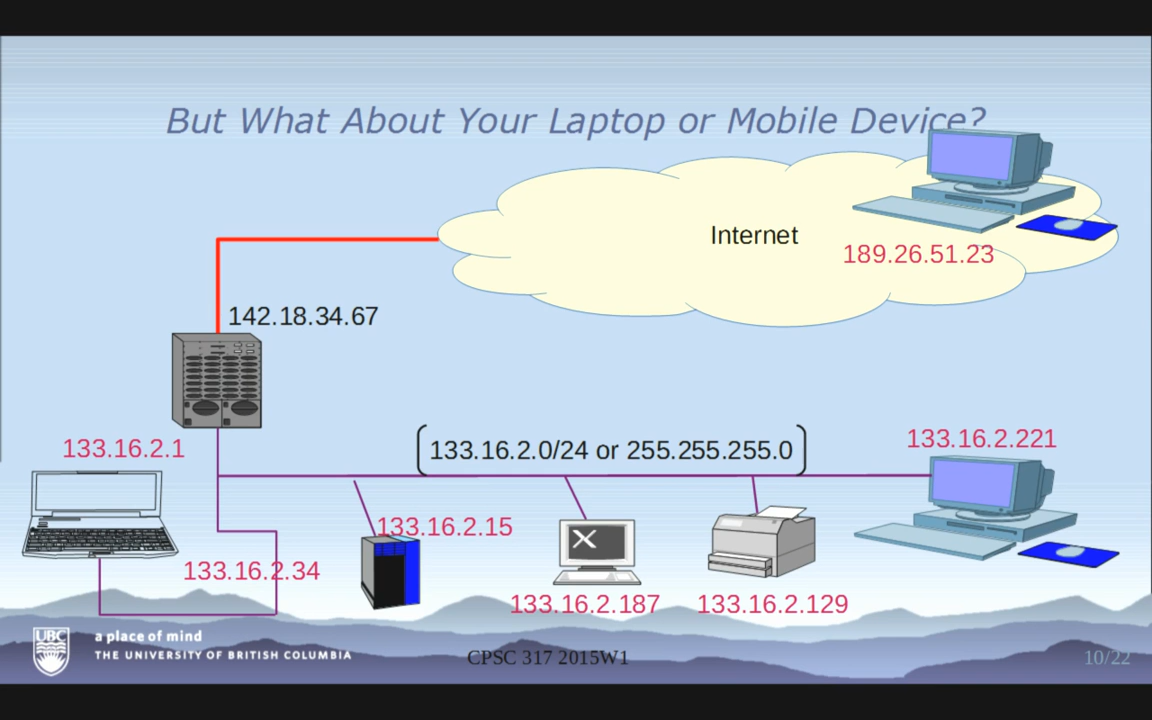 But What About Your Laptop or Mobile Device?
Internet
189.26.51.23
142.18.34.67
133.16.2.1
133.16.2.0/24 or 255.255.255.0
133.16.2.221
133.16.2.15
133.16.2.34
133.16.2.187
133.16.2.129
UBC
a place of mind
THE UNIVERSITY OF BRITISH COLUMBIA
CPSC 317 2015W1
10/22